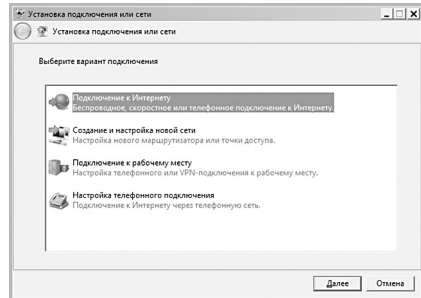 Установка подключения или сети
Установка подключения или сети
Выберите вариант подключения
Подключение к Интернету
Беспроводное, скоростное или телефонное подключение к Интернету.
Создание и настройка новой сети
Настройка нового маршрутизатора или точки доступа.
Подключение к рабочему месту
Настройка телефонного или VPN-подключения к рабочему месту.
Настройка телефонного подключения
Подключение к Интернету через телефонную сеть.
Далее
Отмена